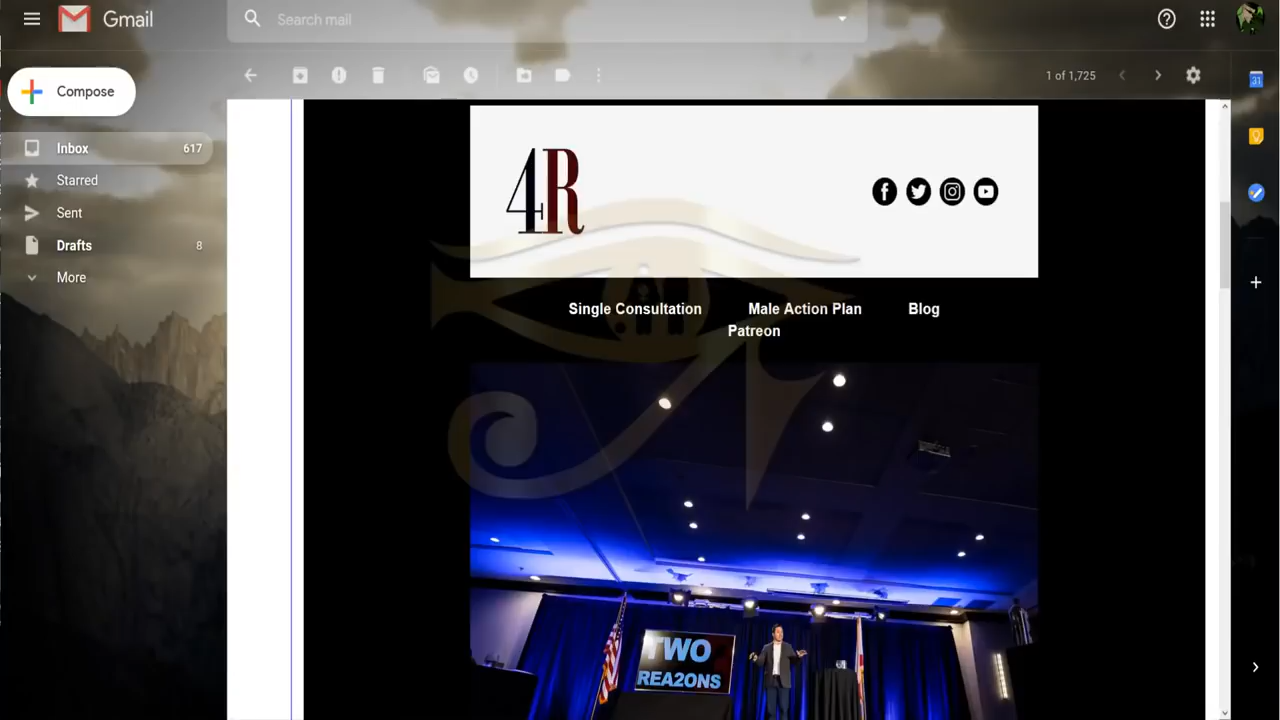 Gmail
Search mail
Compose
1 of 1,725
31
Inbox 617
Starred
Sent
Drafts 8
More
4R
Single Consultation Male Action Plan Blog
Patreon
TWO
REA2ONS